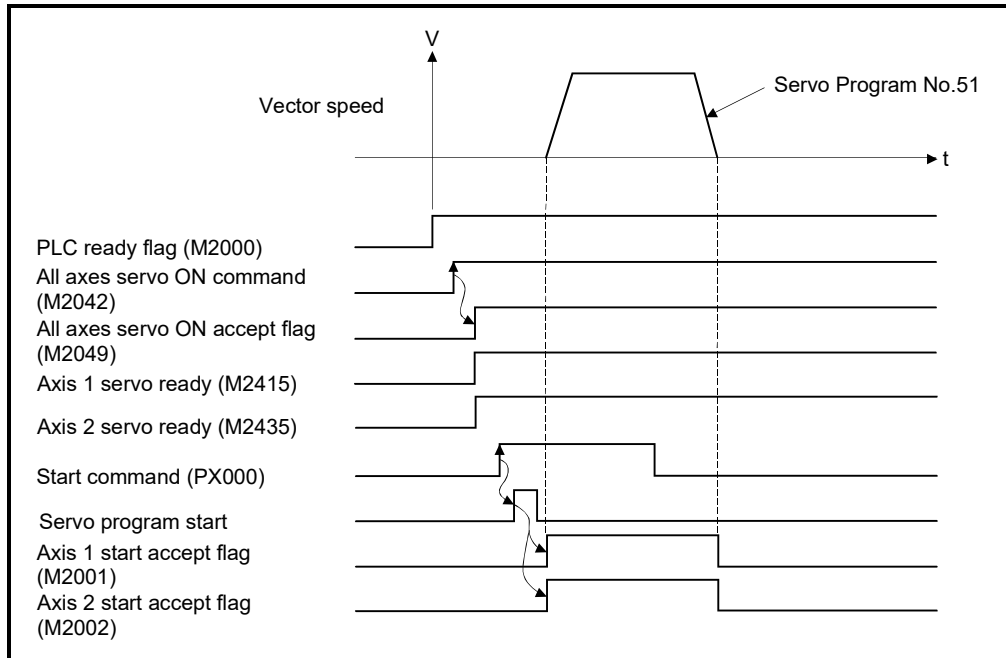 V
Servo Program No.51
Vector speed
t
PLC ready flag (M2000)
All axes servo ON command
(M2042)
All axes servo ON accept flag
(M2049)
Axis 1 servo ready (M2415)
Axis 2 servo ready (M2435)
Start command (PX000)
Servo program start
Axis 1 start accept flag
(M2001)
Axis 2 start accept flag
(M2002)